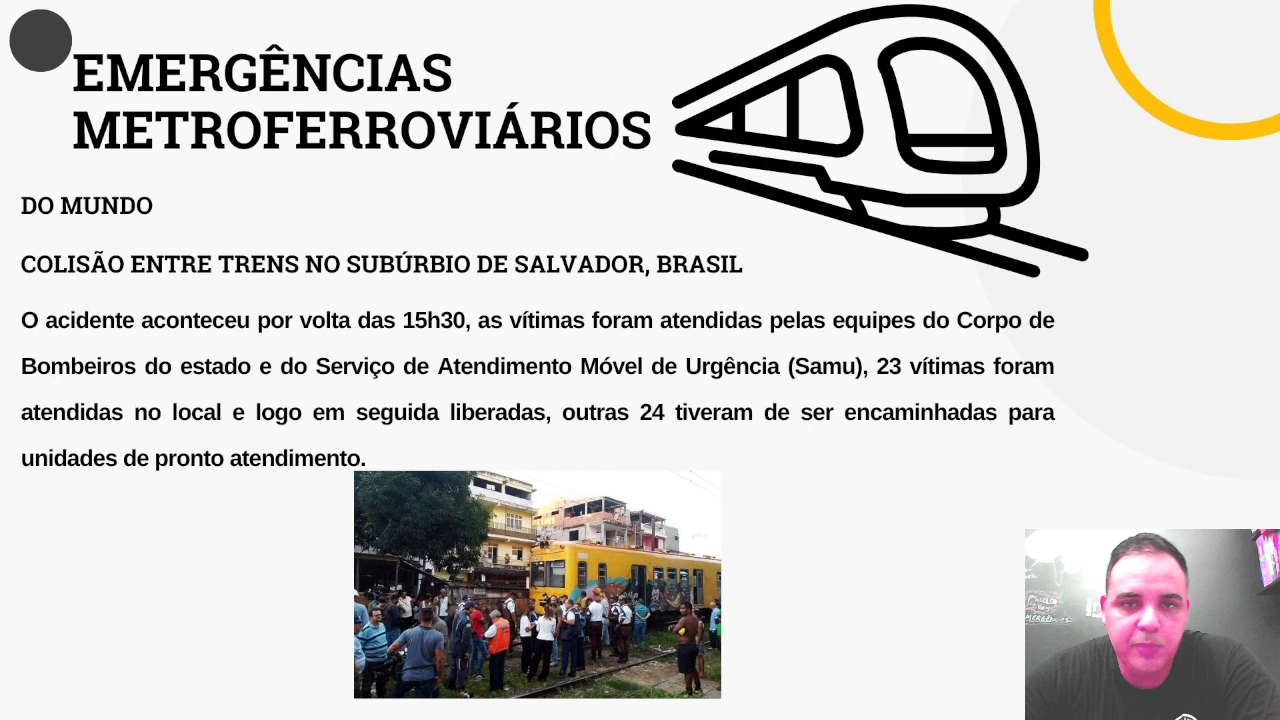 EMERGÊNCIAS
METROFERROVIÁRIOS
DO MUNDO
COLISÃO ENTRE TRENS NO SUBÚRBIO DE SALVADOR, BRASIL
O acidente aconteceu por volta das 15h30, as vítimas foram atendidas pelas equipes do Corpo de
Bombeiros do estado e do Serviço de Atendimento Móvel de Urgência (Samu), 23 vítimas foram
atendidas no local e logo em seguida liberadas, outras 24 tiveram de ser encaminhadas para
unidades de pronto atendimento.